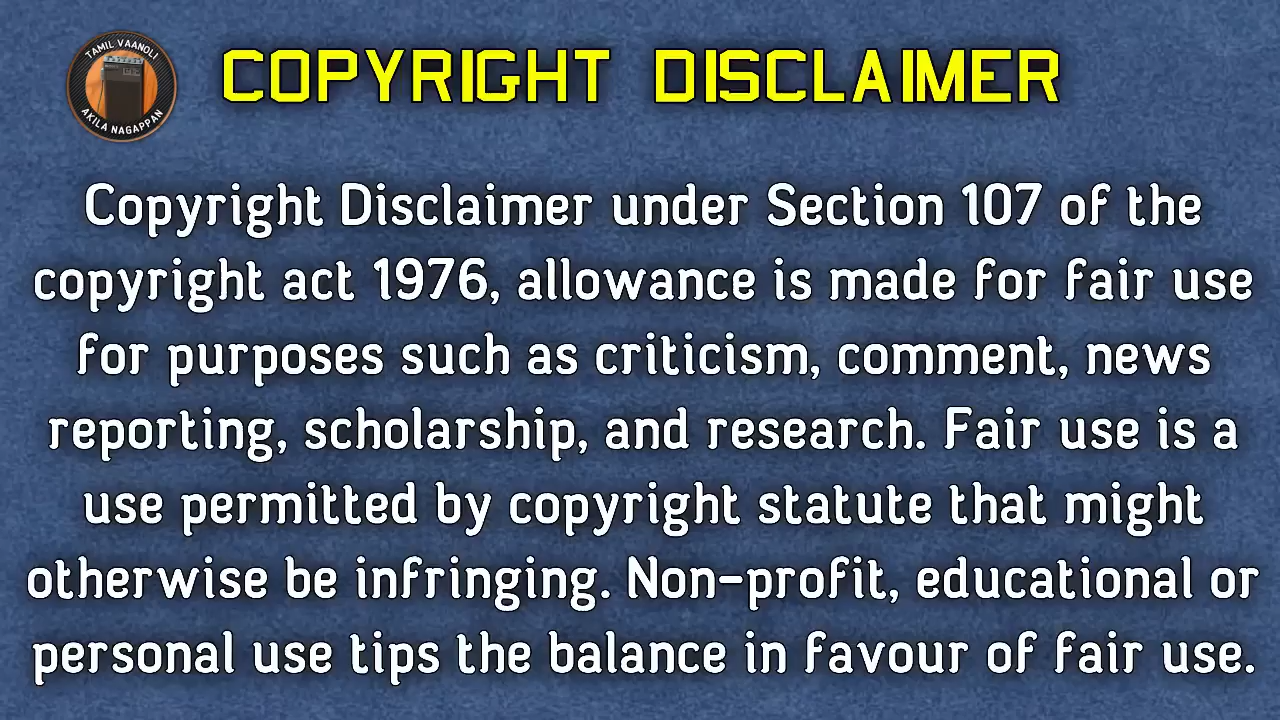 TAMIL VAANOLI
AKILA NAGAPPAN
COPYRIGHT DISCLAIMER
Copyright Disclaimer under Section 107 of the
copyright act 1976, allowance is made for fair use
for purposes such as criticism, comment, news
reporting, scholarship, and research. Fair use is a
use permitted by copyright statute that might
otherwise be infringing. Non-profit, educational or
personal use tips the balance in favour of fair use.